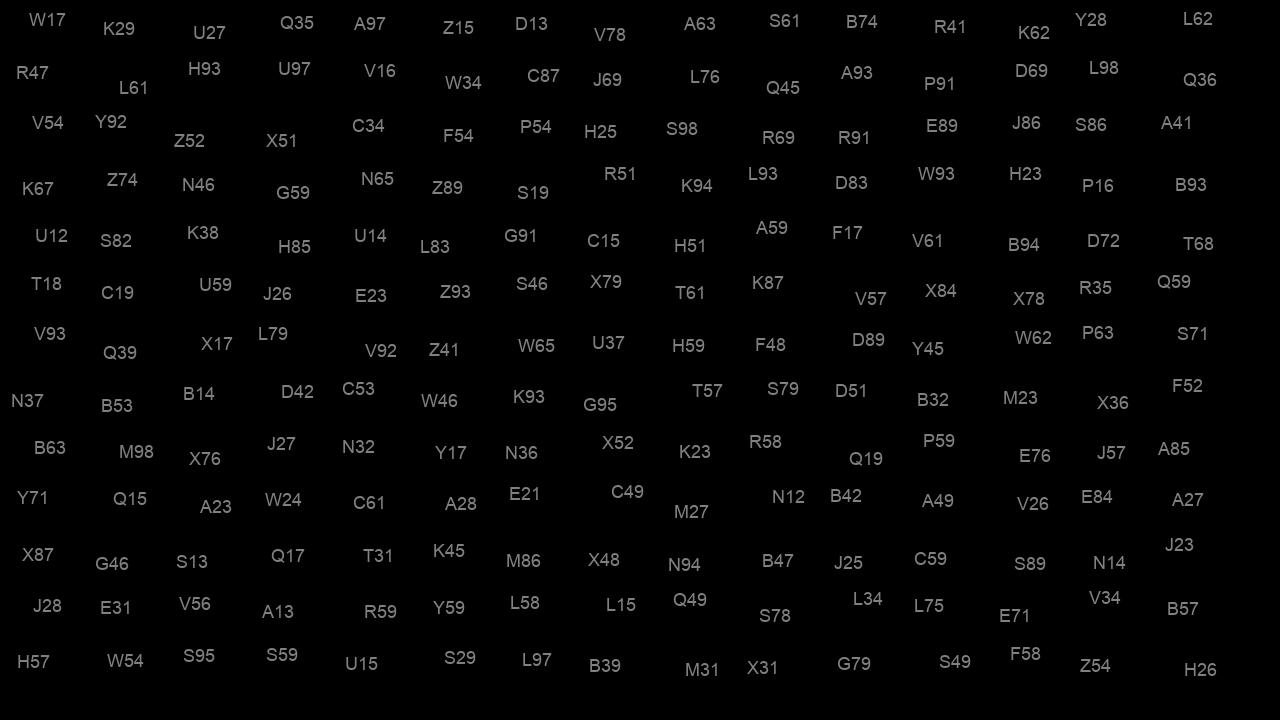 W17 K29 U27 Q35 A97 Z15 D13 V78 A63 S61 B74 R41 K62 Y28 L62
R47 L61 H93 U97 V16 W34 C87 J69 L76 Q45 A93 P91 D69 L98 Q36
V54 Y92 Z52 X51 C34 F54 P54 H25 S98 R69 R91 E89 J86 S86 A41
K67 Z74 N46 G59 N65 Z89 S19 R51 K94 L93 D83 W93 H23 P16 B93
U12 S82 K38 H85 U14 L83 G91 C15 H51 A59 F17 V61 B94 D72 T68
T18 C19 U59 J26 E23 Z93 S46 X79 T61 K87 V57 X84 X78 R35 Q59
V93 Q39 X17 L79 V92 Z41 W65 U37 H59 F48 D89 Y45 W62 P63 S71
N37 B53 B14 D42 C53 W46 K93 G95 T57 S79 D51 B32 M23 X36 F52
B63 M98 X76 J27 N32 Y17 N36 X52 K23 R58 Q19 P59 E76 J57 A85
Y71 Q15 A23 W24 C61 A28 E21 C49 M27 N12 B42 A49 V26 E84 A27
X87 G46 S13 Q17 T31 K45 M86 X48 N94 B47 J25 C59 S89 N14 J23
J28 E31 V56 A13 R59 Y59 L58 L15 Q49 S78 L34 L75 E71 V34 B57
H57 W54 S95 S59 U15 S29 L97 B39 M31 X31 G79 S49 F58 Z54 H26